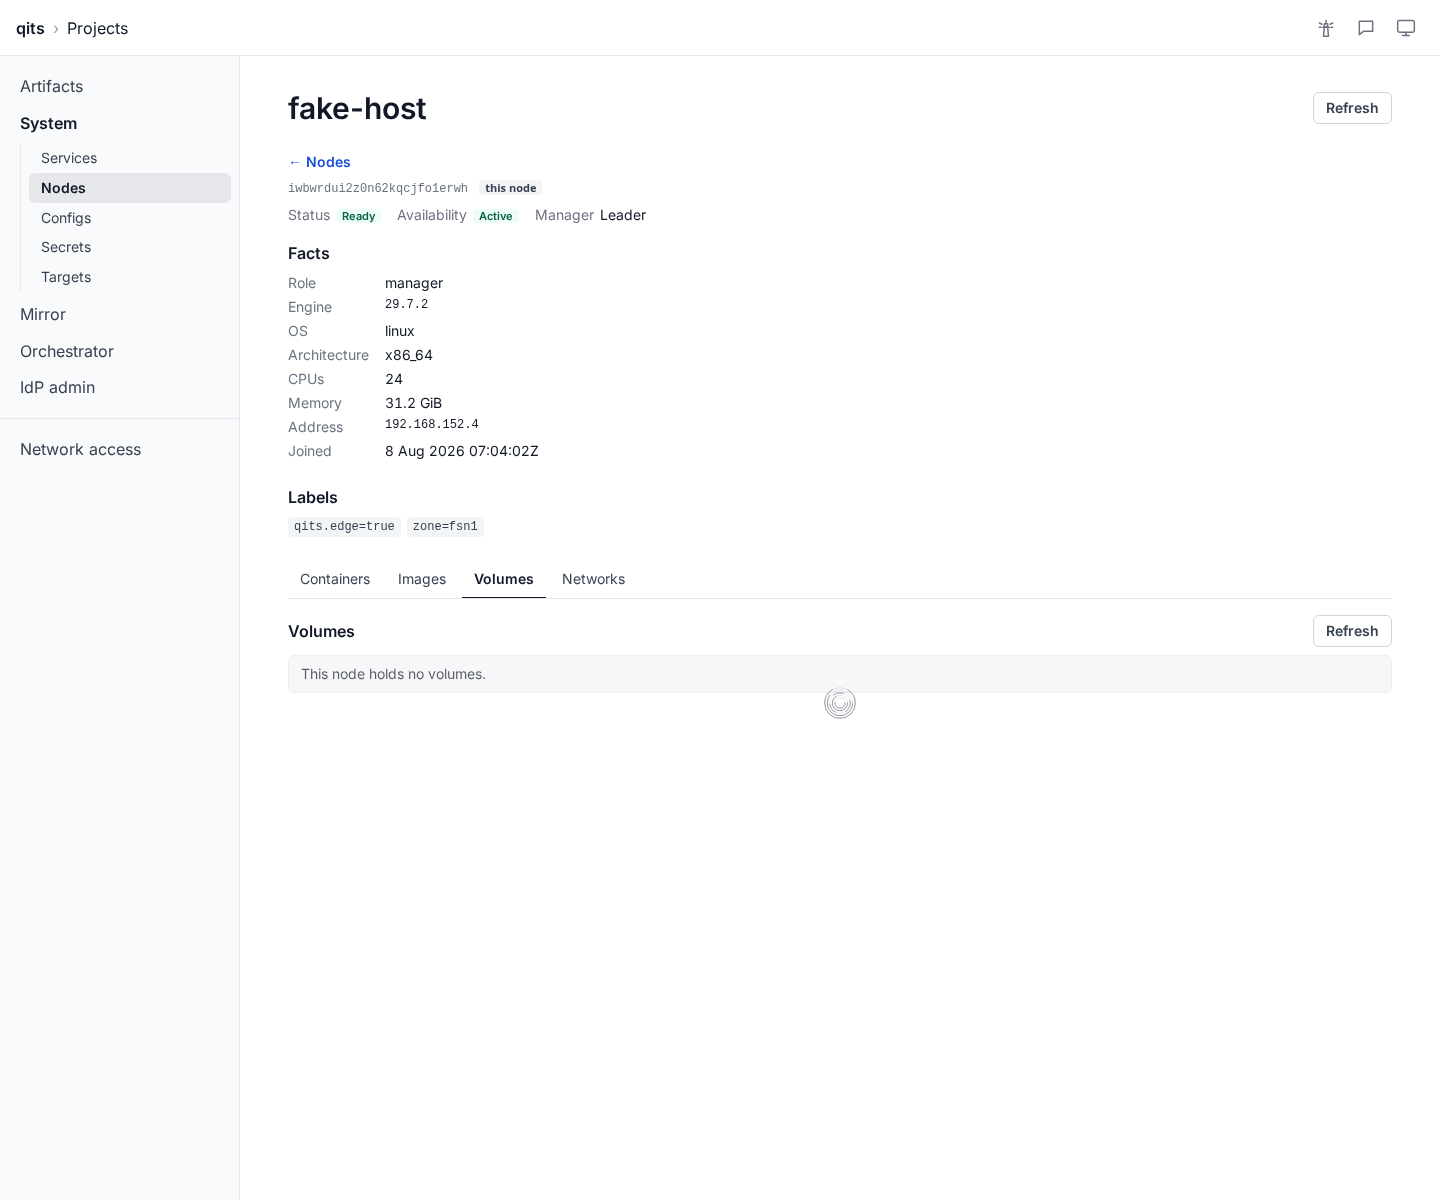 qits › Projects
Artifacts
System
Services
Nodes
Configs
Secrets
Targets
Mirror
Orchestrator
IdP admin
Network access
fake-host
Refresh
← Nodes
iwbwrdui2z0n62kqcjfo1erwh this node
Status Ready Availability Active Manager Leader
Facts
Role manager
Engine 29.7.2
OS linux
Architecture x86_64
CPUs 24
Memory 31.2 GiB
Address 192.168.152.4
Joined 8 Aug 2026 07:04:02Z
Labels
qits.edge=true zone=fsn1
Containers Images Volumes Networks
Volumes Refresh
This node holds no volumes.